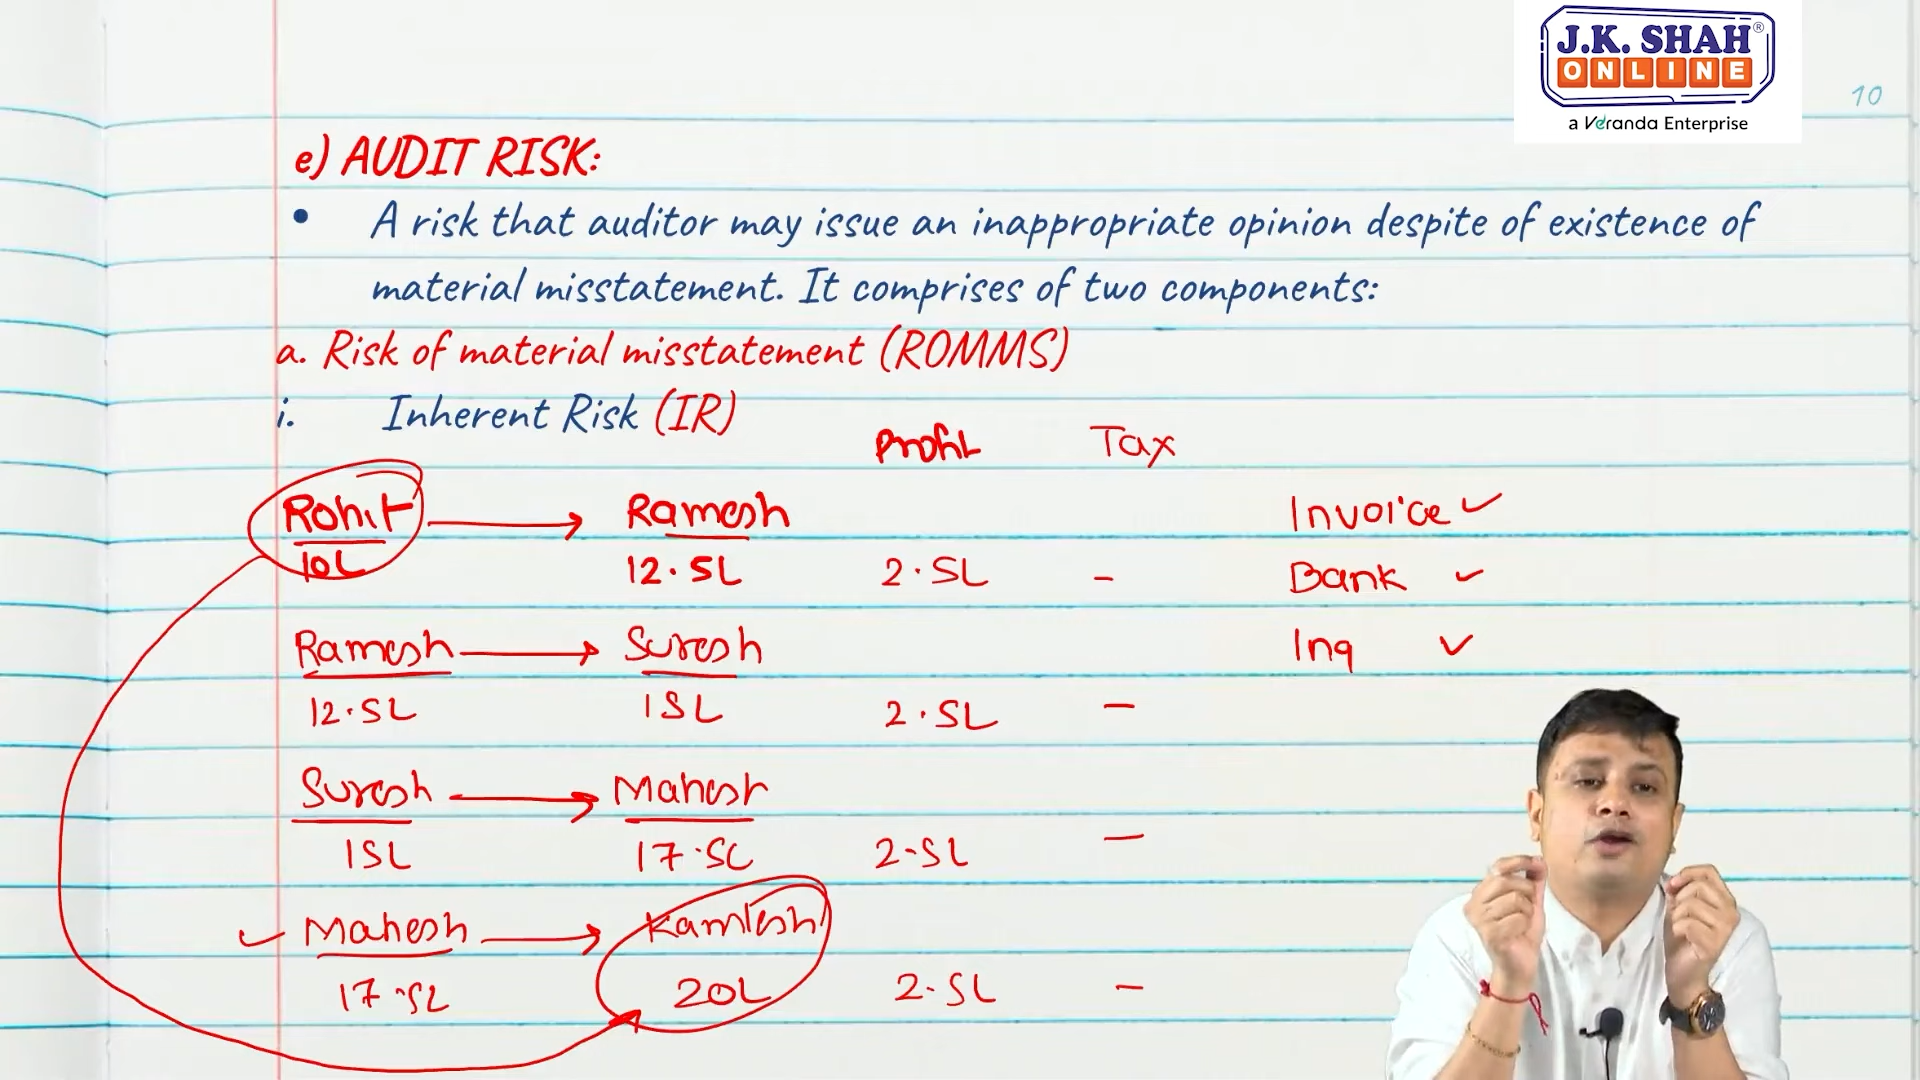 J.K. SHAH®
ONLINE
a Veranda Enterprise
10
e) AUDIT RISK:
• A risk that auditor may issue an inappropriate opinion despite of existence of
material misstatement. It comprises of two components:
a. Risk of material misstatement (ROMMS)
i. Inherent Risk (IR)
Profit Tax
Rohit → Ramesh Invoice ✓
10L 12.5L 2.5L - Bank ✓
Ramesh → Suresh Inq ✓
12.5L 15L 2.5L -
Suresh → Mahesh
15L 17.5L 2.5L -
✓ Mahesh → Kamlesh
17.5L 20L 2.5L -